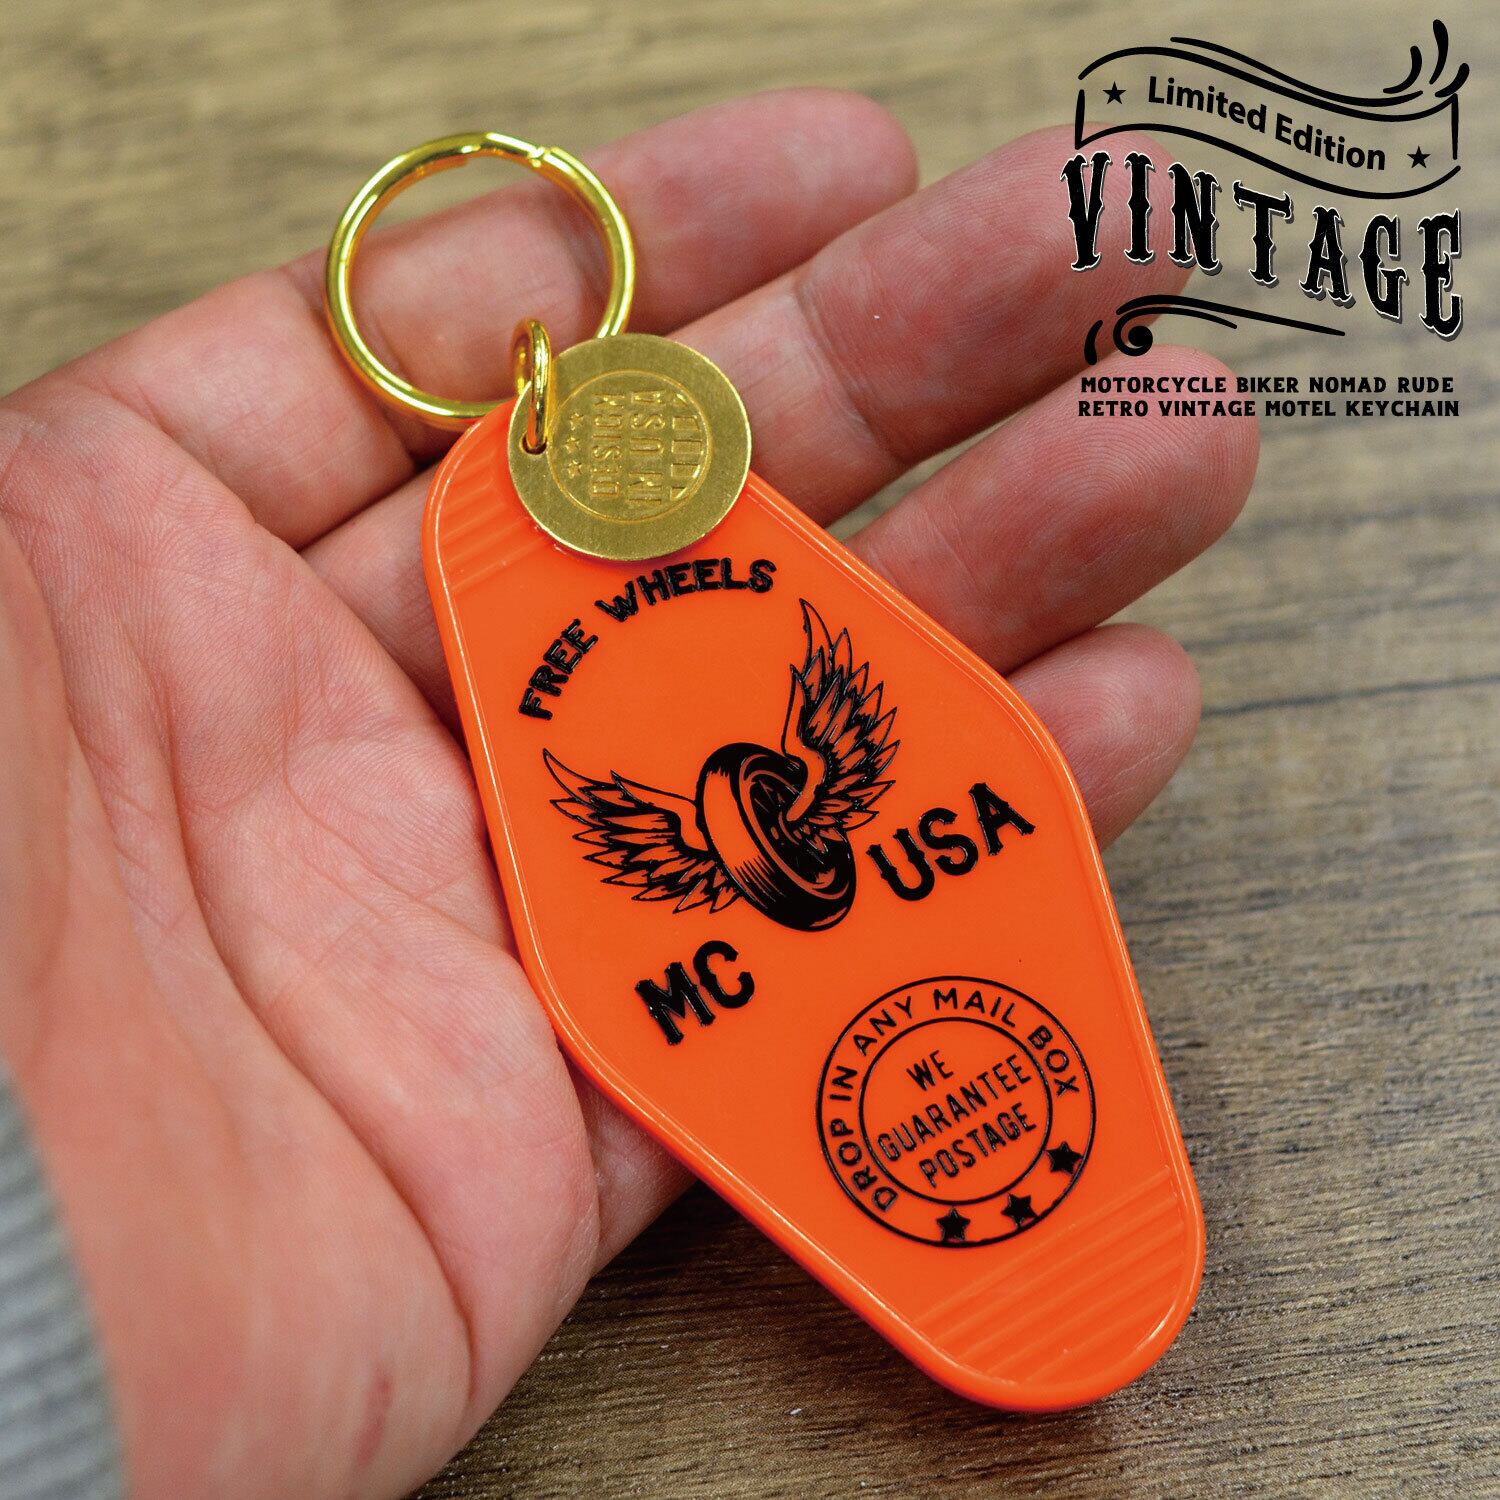 Limited Edition
VINTAGE
MOTORCYCLE BIKER NOMAD RUDE
RETRO VINTAGE MOTEL KEYCHAIN
FREE WHEELS
MC USA
DROP IN ANY MAIL BOX
WE
GUARANTEE
POSTAGE